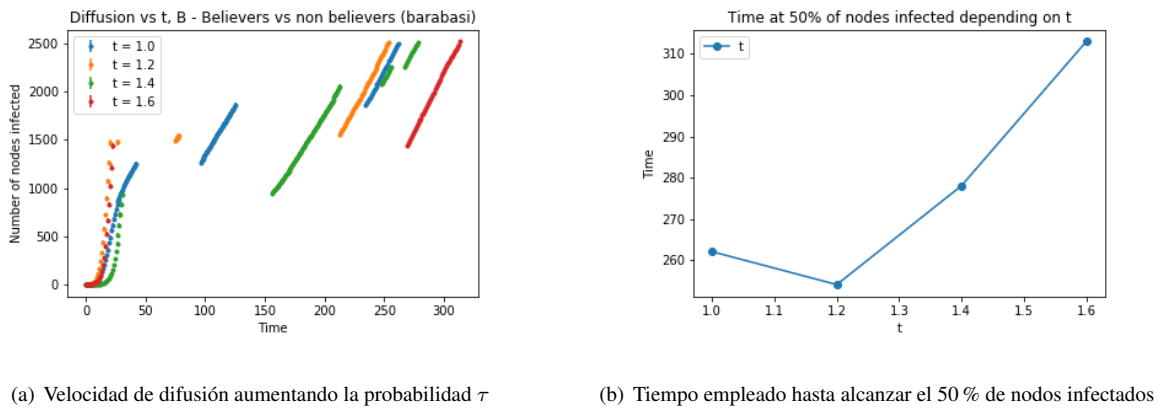 Diffusion vs t, B - Believers vs non believers (barabasi)
2500
2000
1500
1000
500
0
Number of nodes infected
t = 1.0
t = 1.2
t = 1.4
t = 1.6
0 50 100 150 200 250 300
Time
(a) Velocidad de difusión aumentando la probabilidad τ
Time at 50% of nodes infected depending on t
310
300
290
280
270
260
Time
t
1.0 1.1 1.2 1.3 1.4 1.5 1.6
t
(b) Tiempo empleado hasta alcanzar el 50 % de nodos infectados